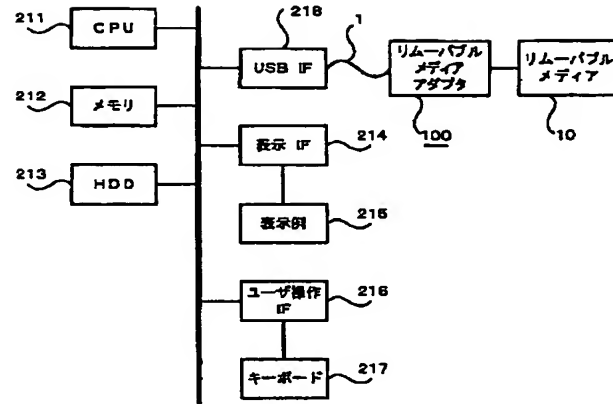 211
CPU
212
メモリ
213
HDD
218
USB IF
1
リムーバブル
メディア
アダプタ
100
リムーバブル
メディア
10
表示 IF
214
表示例
215
ユーザ操作
IF
216
キーボード
217